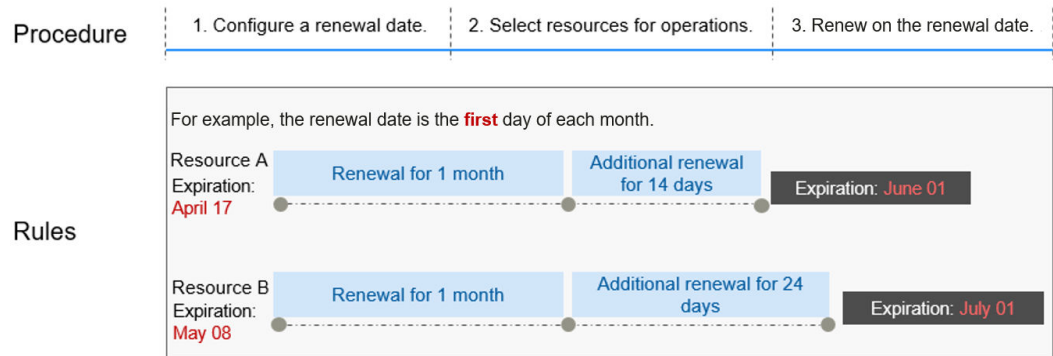 Procedure
1. Configure a renewal date.
2. Select resources for operations.
3. Renew on the renewal date.
Rules
For example, the renewal date is the first day of each month.
Resource A
Expiration:
April 17
Renewal for 1 month
Additional renewal
for 14 days
Expiration: June 01
Resource B
Expiration:
May 08
Renewal for 1 month
Additional renewal for 24
days
Expiration: July 01